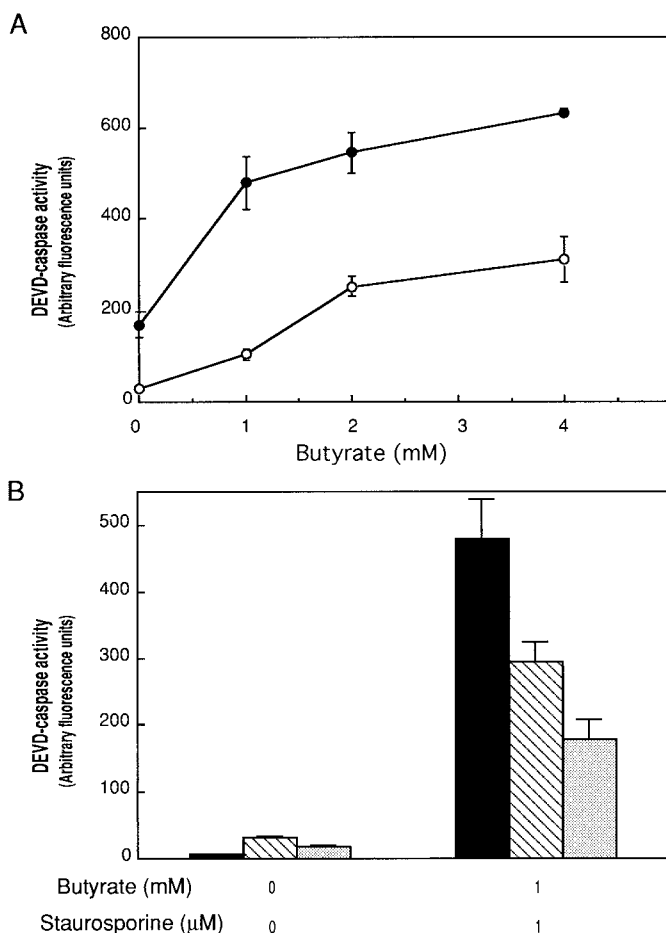 A
800
600
400
200
0
DEVD-caspase activity
(Arbitrary fluorescence units)
0 1 2 3 4
Butyrate (mM)
B
500
400
300
200
100
0
DEVD-caspase activity
(Arbitrary fluorescence units)
Butyrate (mM) 0 1
Staurosporine (μM) 0 1